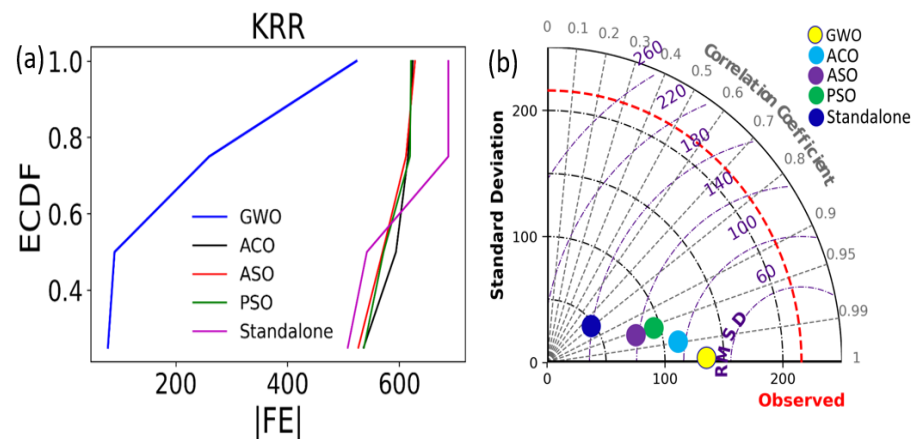 KRR
(a)
1.0
0.8
0.6
0.4
ECDF
GWO
ACO
ASO
PSO
Standalone
200
400
600
|FE|
(b)
GWO
ACO
ASO
PSO
Standalone
Correlation Coefficient
0
0.1
0.2
0.3
0.4
0.5
0.6
0.7
0.8
0.9
0.95
0.99
1
260
220
180
140
100
60
RMSD
Standard Deviation
200
100
0
0
100
200
Observed